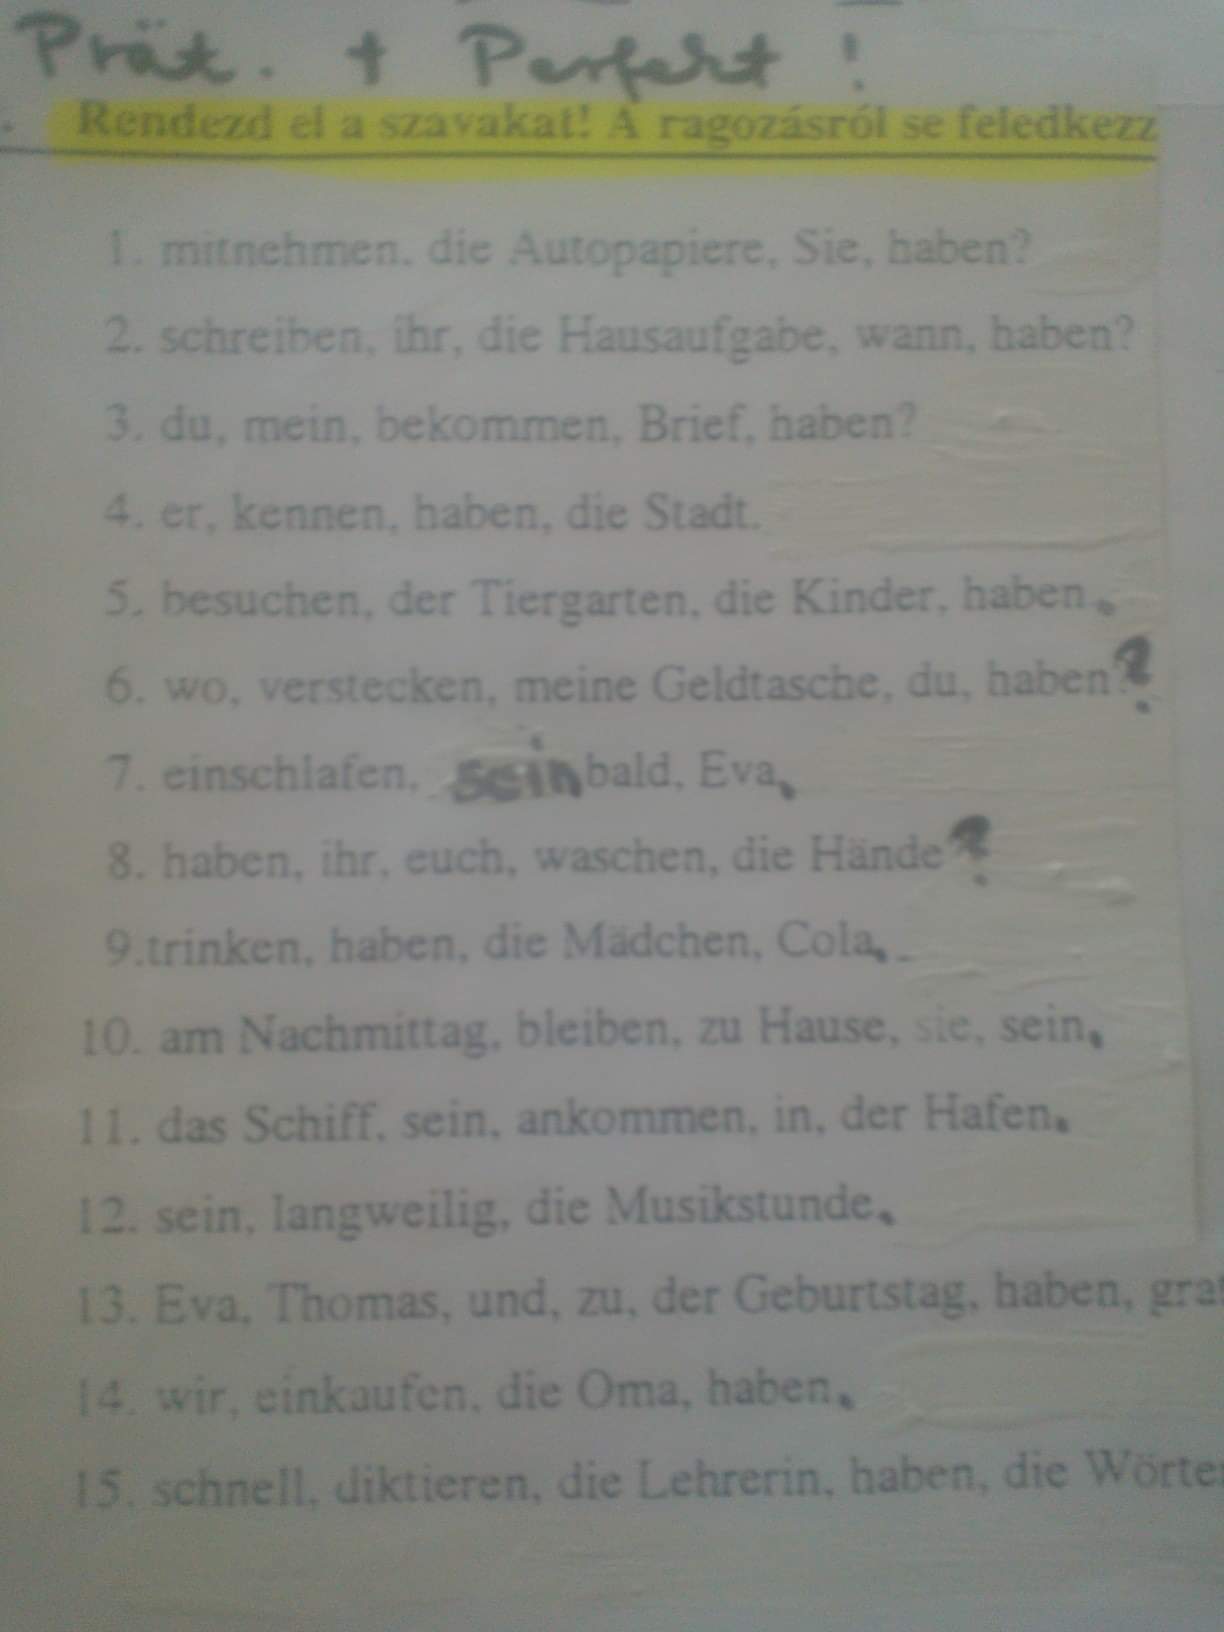 Prät. + Perfekt !
Rendezd el a szavakat! A ragozásról se feledkezz
1. mitnehmen, die Autopapiere, Sie, haben?
2. schreiben, ihr, die Hausaufgabe, wann, haben?
3. du, mein, bekommen, Brief, haben?
4. er, kennen, haben, die Stadt.
5. besuchen, der Tiergarten, die Kinder, haben.
6. wo, verstecken, meine Geldtasche, du, haben?
7. einschlafen, sein bald, Eva.
8. haben, ihr, euch, waschen, die Hände?
9.trinken, haben, die Mädchen, Cola.
10. am Nachmittag, bleiben, zu Hause, sie, sein.
11. das Schiff, sein, ankommen, in, der Hafen.
12. sein, langweilig, die Musikstunde.
13. Eva, Thomas, und, zu, der Geburtstag, haben,
14. wir, einkaufen, die Oma, haben.
15. schnell, diktieren, die Lehrerin, haben, die Wörter